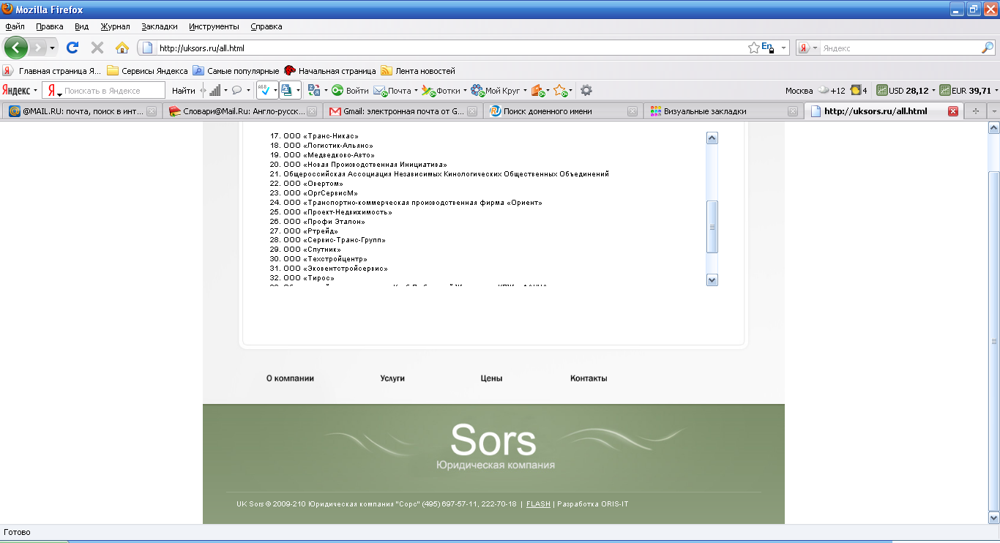 Mozilla Firefox
Файл Правка Вид Журнал Закладки Инструменты Справка
http://uksors.ru/all.html En Я Яндекс
Я Главная страница Я... Сервисы Яндекса Самые популярные Начальная страница Лента новостей
Яндекс Я Поискать в Яндексе Найти Войти Почта Фотки Мой Круг Москва +12 4 USD 28,12 EUR 39,71
@MAIL.RU: почта, поиск в инт... Словари@Mail.Ru: Англо-русск... Gmail: электронная почта от G... Поиск доменного имени Визуальные закладки http://uksors.ru/all.html
17. ООО «Транс-Никас»
18. ООО «Логистик-Альянс»
19. ООО «Медведково-Авто»
20. ООО «Новая Производственная Инициатива»
21. Общероссийская Ассоциация Независимых Кинологических Общественных Объединений
22. ООО «Овертом»
23. ООО «ОргСервисМ»
24. ООО «Транспортно-коммерческая производственная фирма «Ориент»
25. ООО «Проект-Недвижимость»
26. ООО «Профи Эталон»
27. ООО «Ртрейд»
28. ООО «Сервис-Транс-Групп»
29. ООО «Спутник»
30. ООО «Техстройцентр»
31. ООО «Эковентстройсервис»
32. ООО «Тирос»
О компании Услуги Цены Контакты
Sors
Юридическая компания
UK Sors © 2009-210 Юридическая компания "Сорс" (495) 697-57-11, 222-70-18 | FLASH | Разработка ORIS-IT
Готово